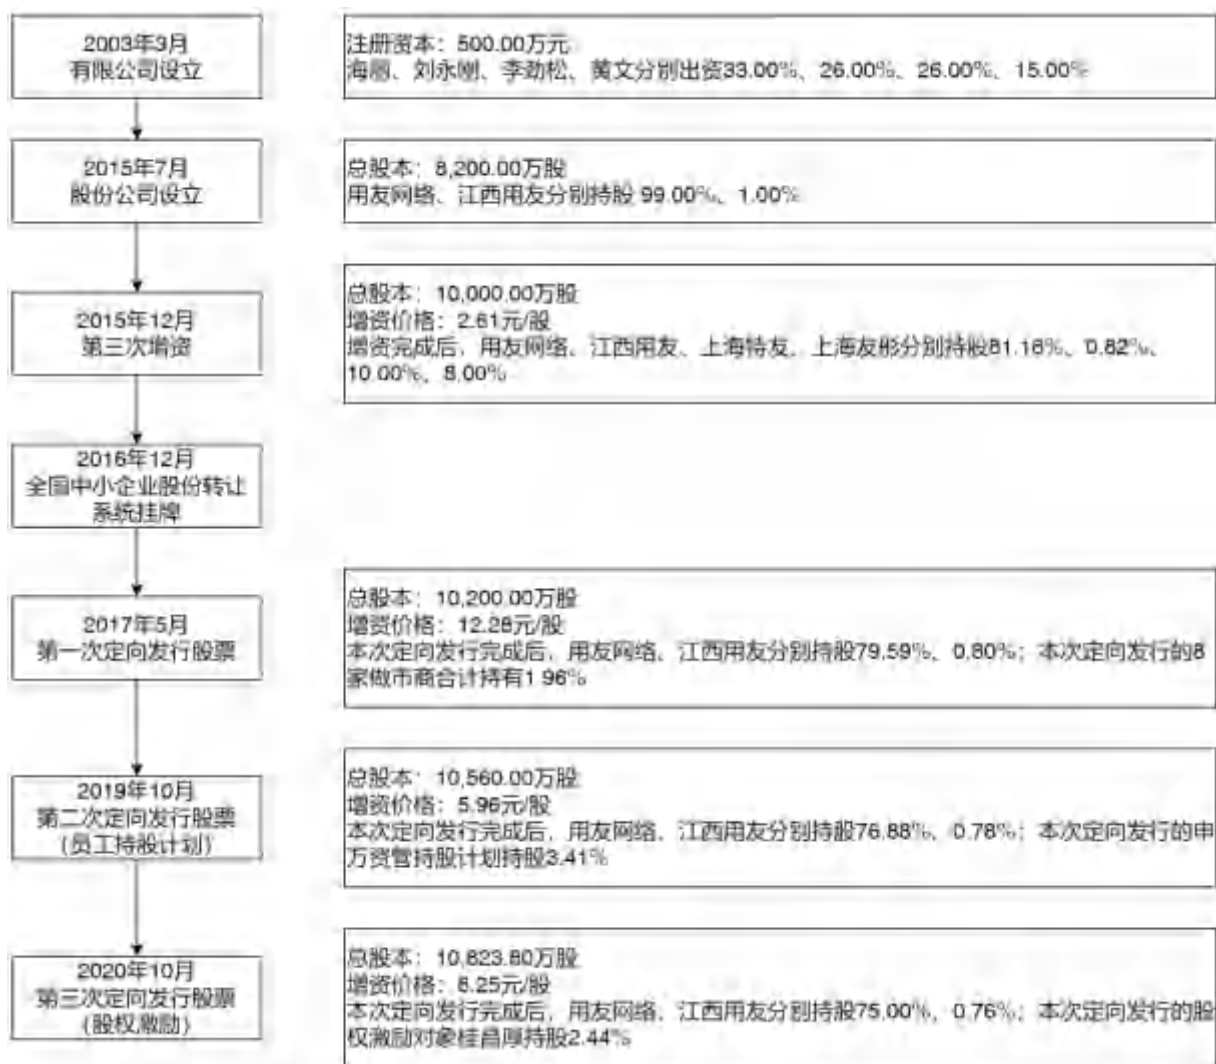 2003年3月
有限公司设立
注册资本：500.00万元
海丽、刘永刚、李劲松、黄文分别出资33.00%、26.00%、26.00%、15.00%
2015年7月
股份公司设立
总股本：8,200.00万股
用友网络、江西用友分别持股 99.00%、1.00%
2015年12月
第三次增资
总股本：10,000.00万股
增资价格：2.61元/股
增资完成后，用友网络、江西用友、上海特友、上海友彤分别持股81.18%、0.82%、
10.00%、8.00%
2016年12月
全国中小企业股份转让
系统挂牌
2017年5月
第一次定向发行股票
总股本：10,200.00万股
增资价格：12.28元/股
本次定向发行完成后，用友网络、江西用友分别持股79.59%、0.80%；本次定向发行的8
家做市商合计持有1.96%
2019年10月
第二次定向发行股票
（员工持股计划）
总股本：10,560.00万股
增资价格：5.96元/股
本次定向发行完成后，用友网络、江西用友分别持股76.88%、0.78%；本次定向发行的申
万资管持股计划持股3.41%
2020年10月
第三次定向发行股票
（股权激励）
总股本：10,823.80万股
增资价格：8.25元/股
本次定向发行完成后，用友网络、江西用友分别持股75.00%、0.76%；本次定向发行的股
权激励对象桂昌厚持股2.44%